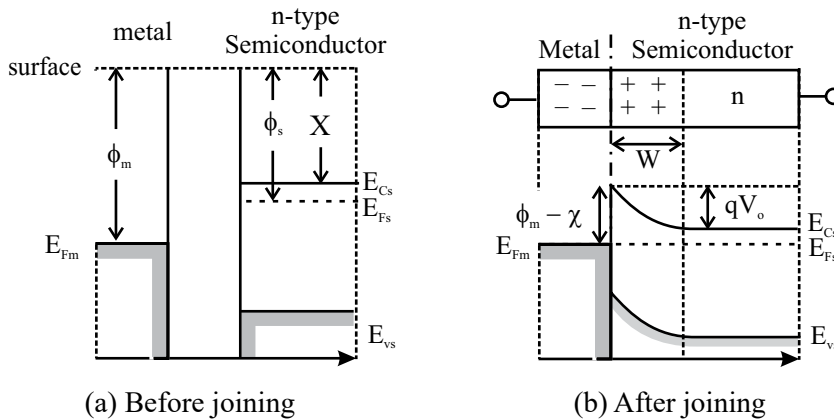 metal
n-type
Semiconductor
surface
ϕm
ϕs
X
ECs
EFs
EFm
Evs
(a) Before joining
n-type
Metal
Semiconductor
− −
− −
+ +
+ +
n
W
ϕm − χ
qVo
ECs
EFs
EFm
Evs
(b) After joining